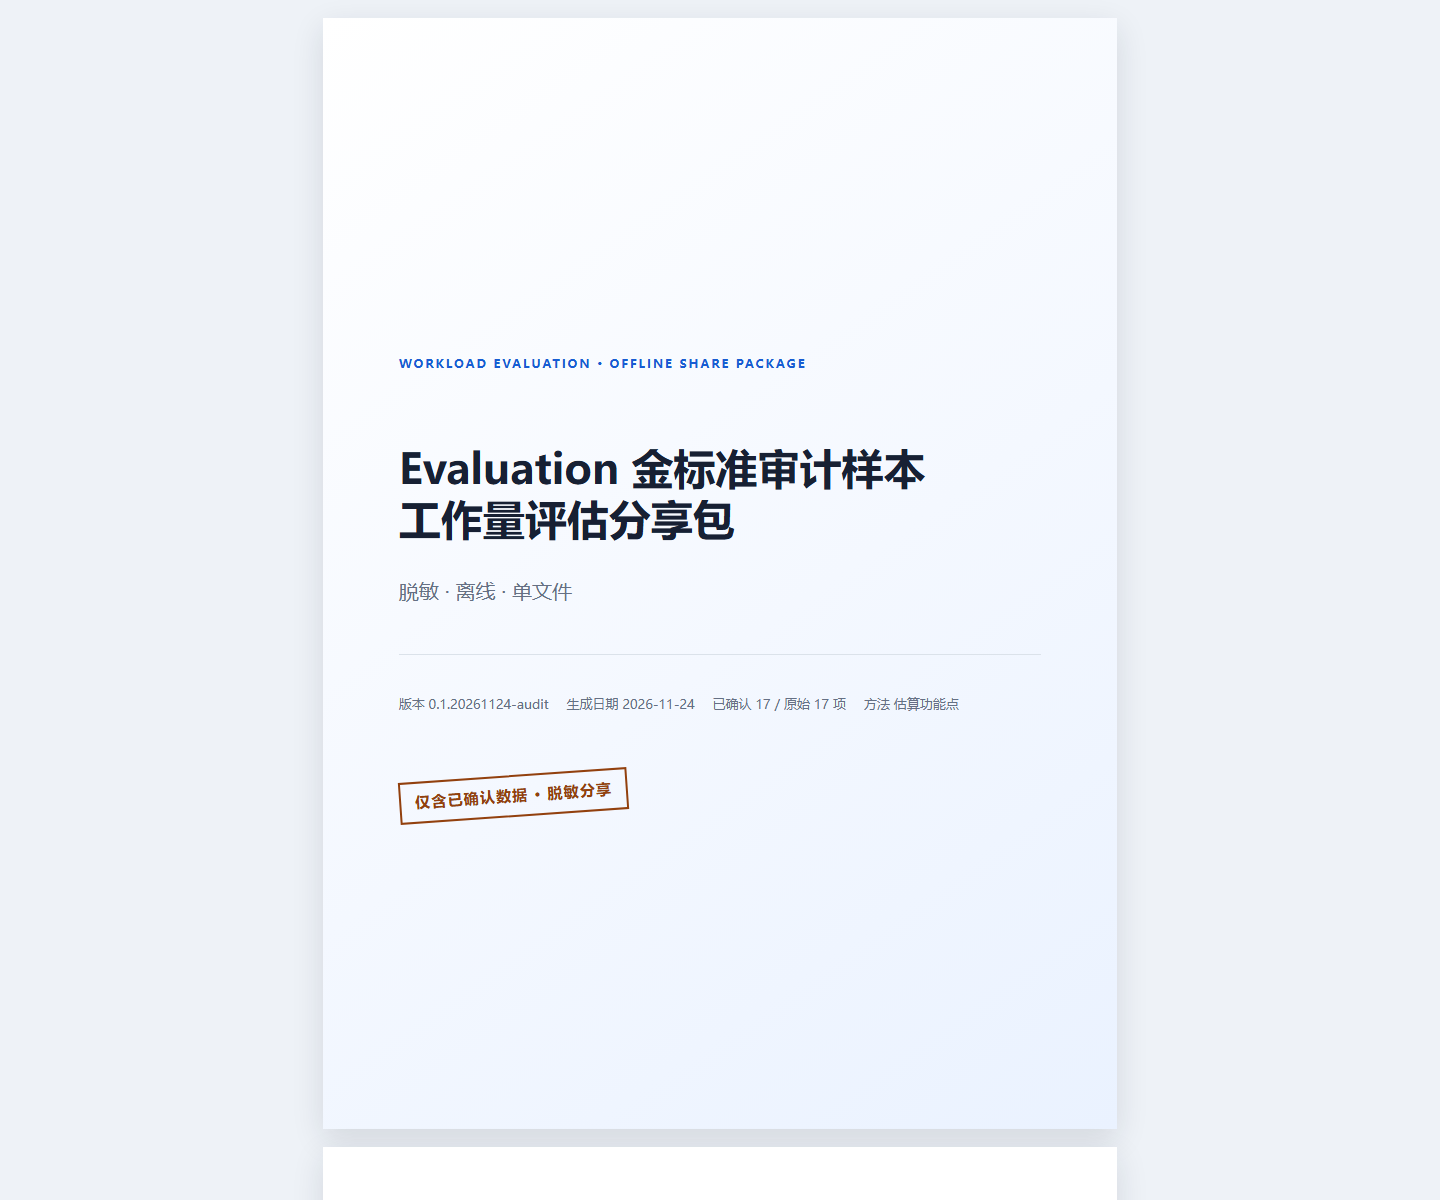 WORKLOAD EVALUATION • OFFLINE SHARE PACKAGE
Evaluation 金标准审计样本
工作量评估分享包
脱敏 · 离线 · 单文件
版本 0.1.20261124-audit 生成日期 2026-11-24 已确认 17 / 原始 17 项 方法 估算功能点
仅含已确认数据 • 脱敏分享